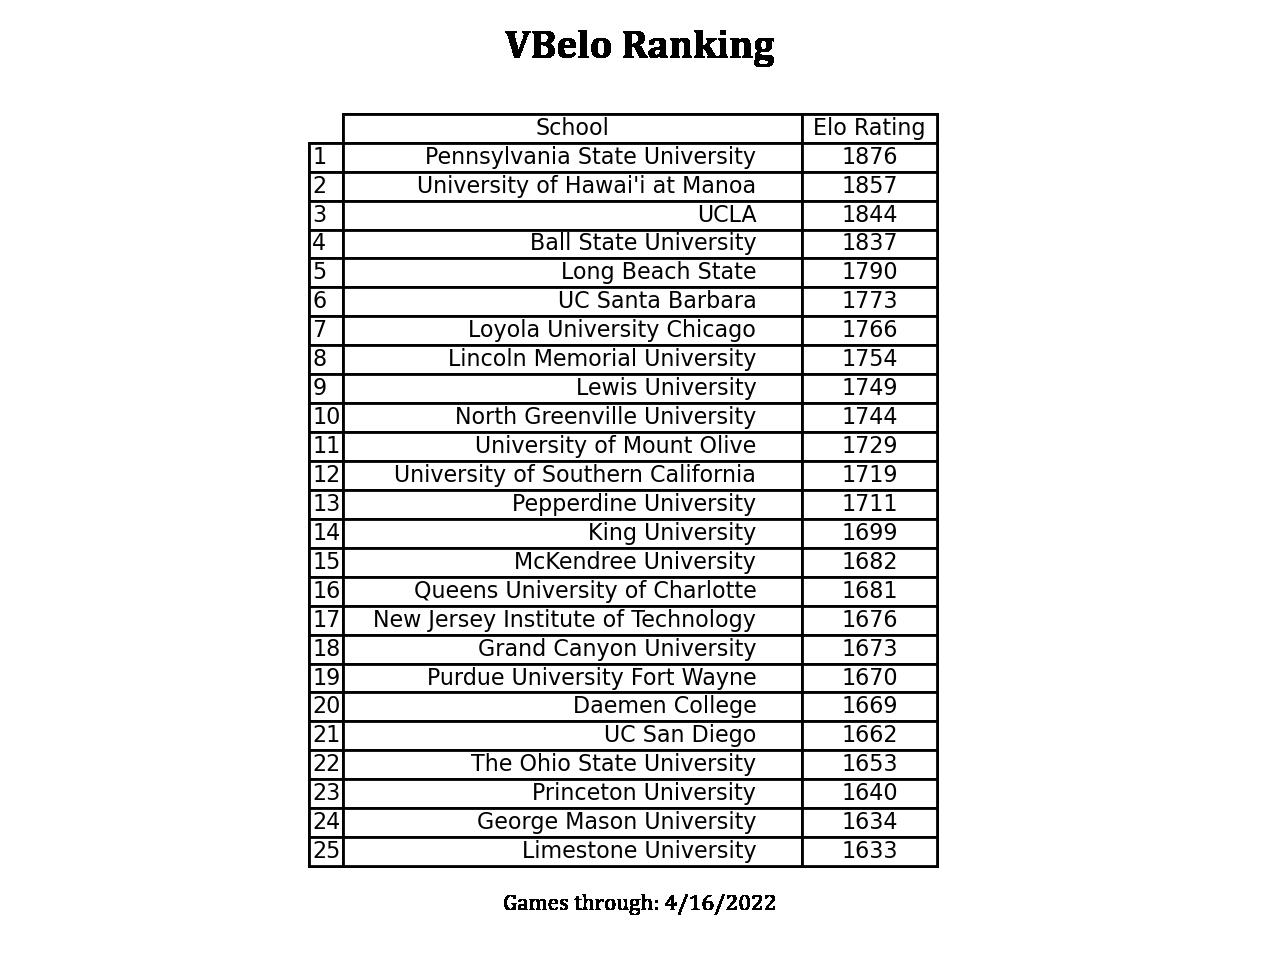 VBelo Ranking
School Elo Rating
1 Pennsylvania State University 1876
2 University of Hawai'i at Manoa 1857
3 UCLA 1844
4 Ball State University 1837
5 Long Beach State 1790
6 UC Santa Barbara 1773
7 Loyola University Chicago 1766
8 Lincoln Memorial University 1754
9 Lewis University 1749
10 North Greenville University 1744
11 University of Mount Olive 1729
12 University of Southern California 1719
13 Pepperdine University 1711
14 King University 1699
15 McKendree University 1682
16 Queens University of Charlotte 1681
17 New Jersey Institute of Technology 1676
18 Grand Canyon University 1673
19 Purdue University Fort Wayne 1670
20 Daemen College 1669
21 UC San Diego 1662
22 The Ohio State University 1653
23 Princeton University 1640
24 George Mason University 1634
25 Limestone University 1633
Games through: 4/16/2022